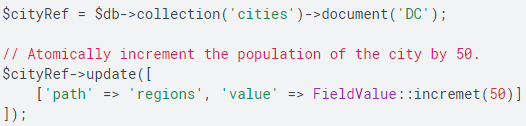 $cityRef = $db->collection('cities')->document('DC');
// Atomically increment the population of the city by 50.
$cityRef->update([
['path' => 'regions', 'value' => FieldValue::incremet(50)]
]);